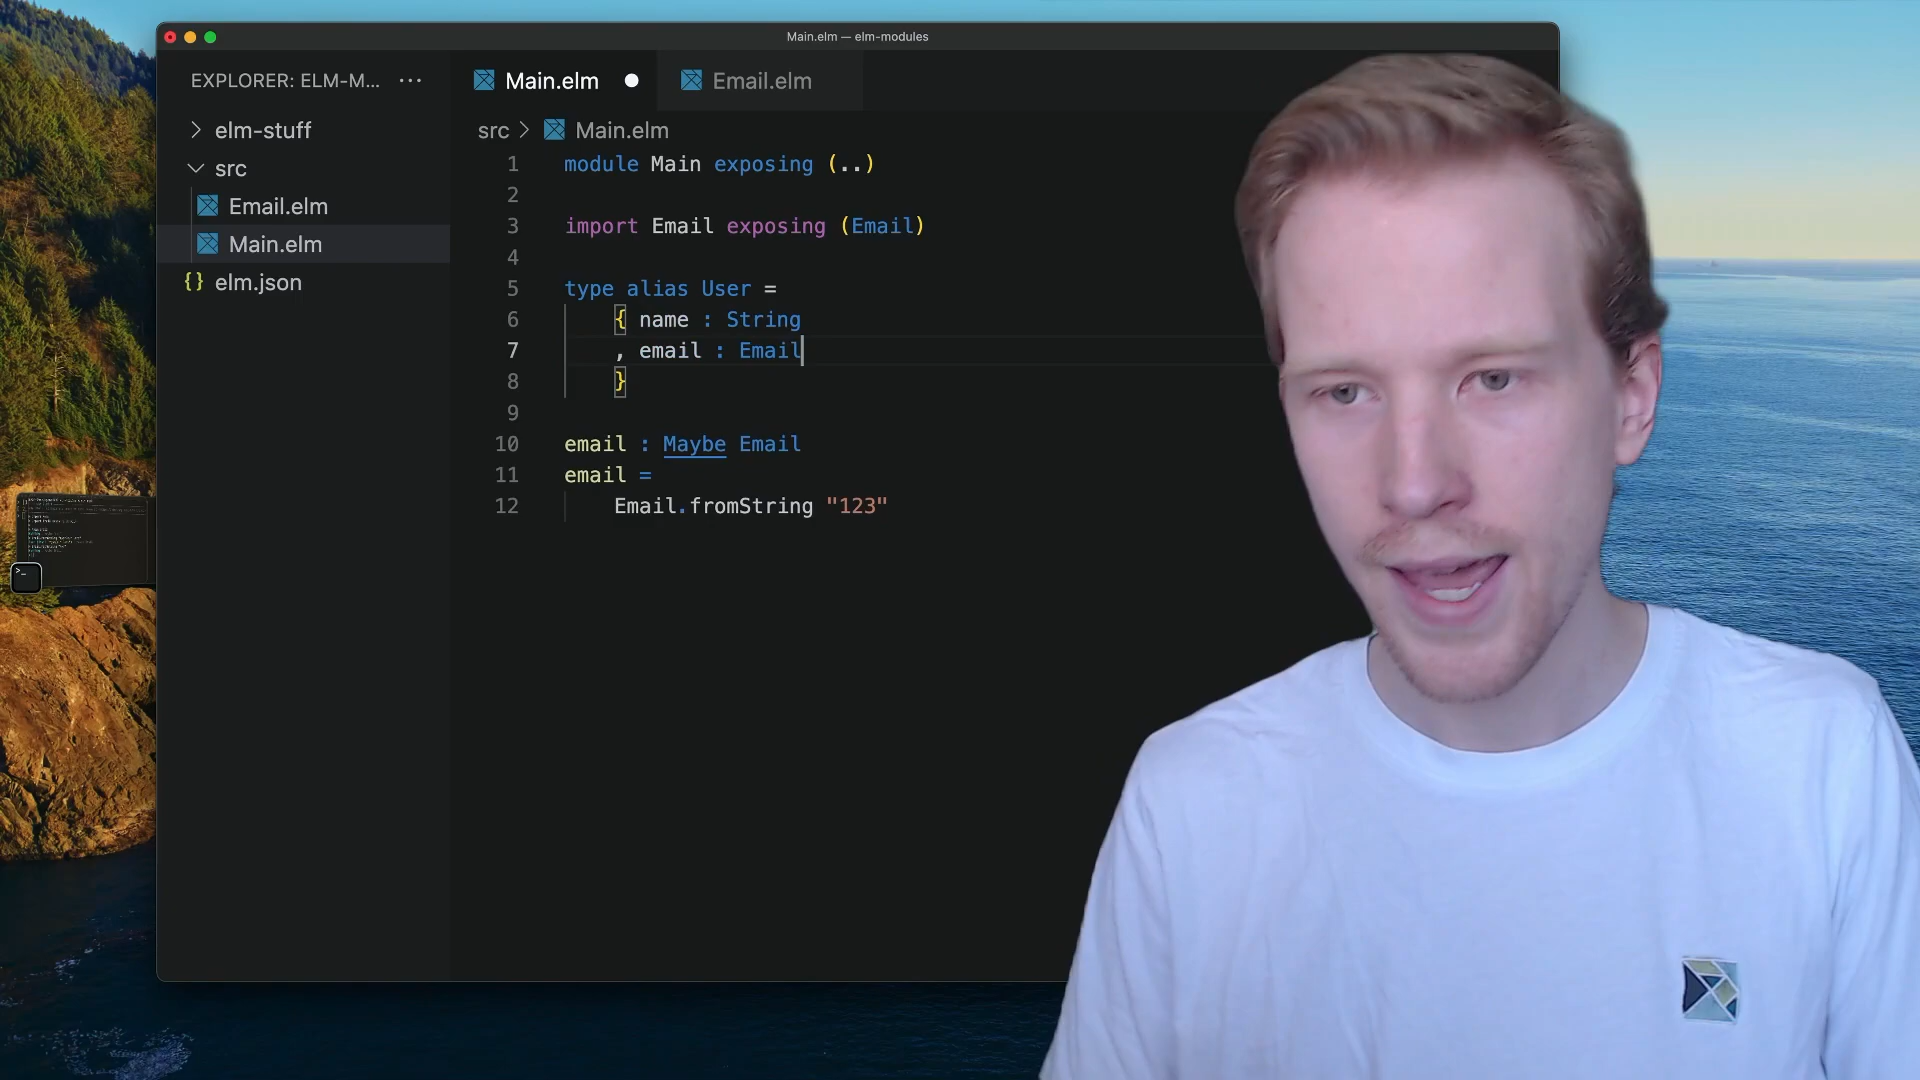 Main.elm — elm-modules
EXPLORER: ELM-M... ···
elm-stuff
src
Email.elm
Main.elm
elm.json
Main.elm
Email.elm
src > Main.elm
1 module Main exposing (..)
2
3 import Email exposing (Email)
4
5 type alias User =
6 { name : String
7 , email : Email
8 }
9
10 email : Maybe Email
11 email =
12 Email.fromString "123"